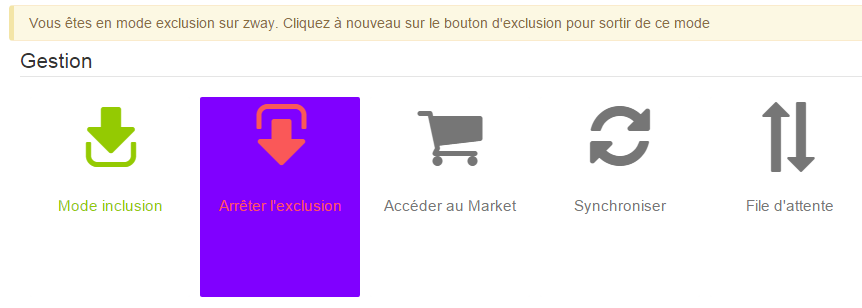 Vous êtes en mode exclusion sur zway. Cliquez à nouveau sur le bouton d'exclusion pour sortir de ce mode
Gestion
Mode inclusion
Arrêter l'exclusion
Accéder au Market
Synchroniser
File d'attente